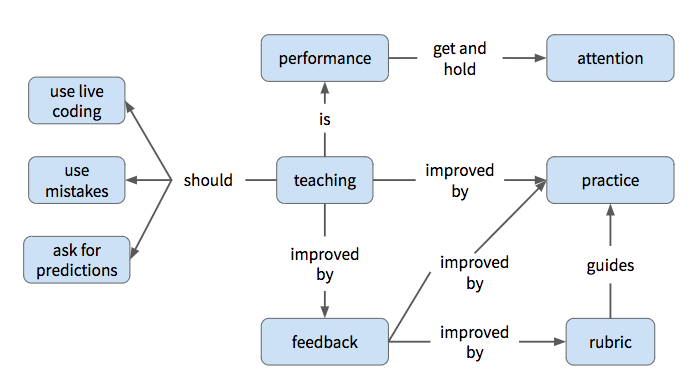 performance
get and
hold
attention
use live
coding
is
use
mistakes
should
teaching
improved
by
practice
ask for
predictions
improved
by
improved
by
guides
feedback
improved
by
rubric